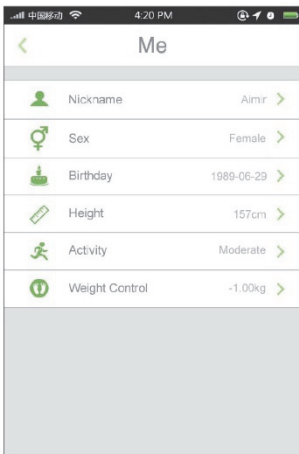 中国移动 4:20 PM
Me
Nickname Aimir
Sex Female
Birthday 1989-06-29
Height 157cm
Activity Moderate
Weight Control -1.00kg